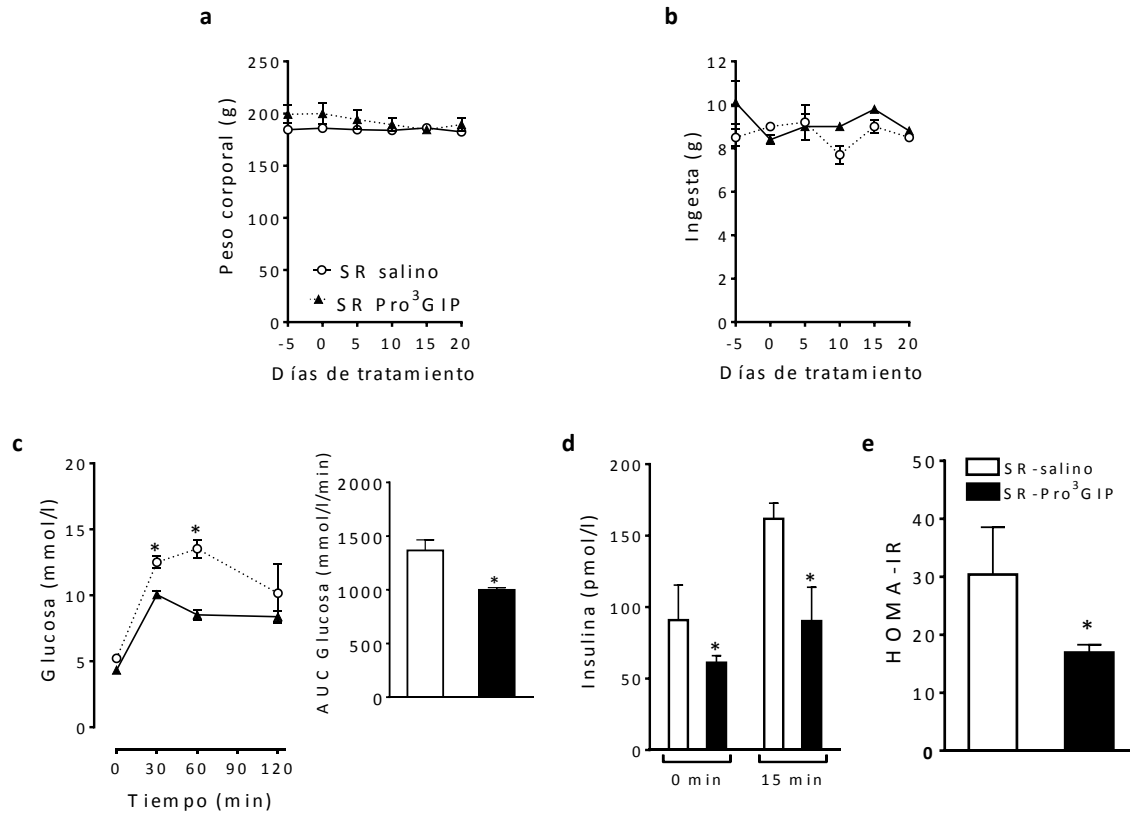 a
250
200
150
100
50
0
Peso corporal (g)
SR salino
SR Pro³GIP
-5 0 5 10 15 20
Días de tratamiento
b
12
10
8
6
4
2
0
Ingesta (g)
-5 0 5 10 15 20
Días de tratamiento
c
20
15
10
5
0
Glucosa (mmol/l)
* *
0 30 60 90 120
Tiempo (min)
2000
1500
1000
500
0
AUC Glucosa (mmol/l/min)
*
d
200
150
100
50
0
Insulina (pmol/l)
* *
0 min 15 min
e
50
40
30
20
10
0
HOMA-IR
SR-salino
SR-Pro³GIP
*